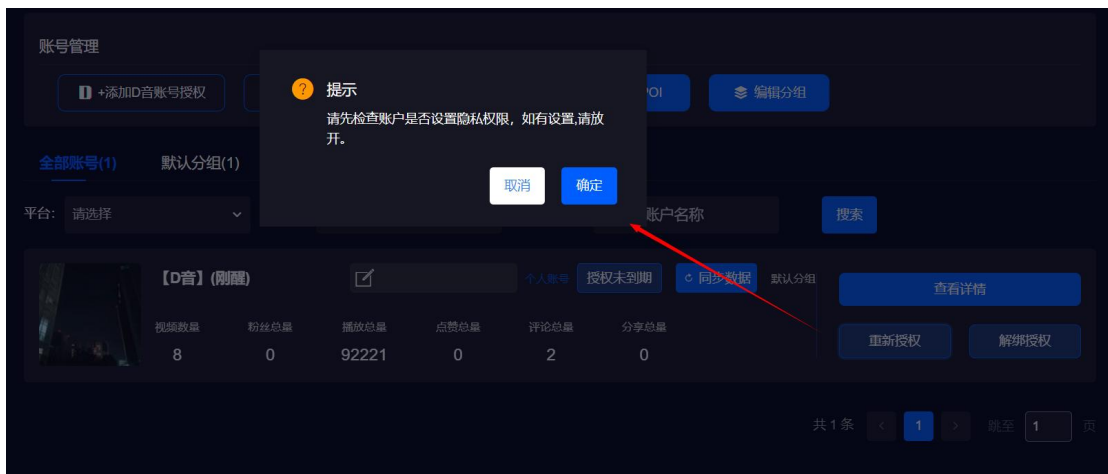 账号管理
+添加D音账号授权
OI
编辑分组
提示
请先检查账户是否设置隐私权限，如有设置,请放
开。
取消
确定
全部账号(1)
默认分组(1)
平台:
请选择
账户名称
搜索
【D音】(刚醒)
个人账号
授权未到期
同步数据
默认分组
查看详情
视频数量
粉丝总量
播放总量
点赞总量
评论总量
分享总量
8
0
92221
0
2
0
重新授权
解绑授权
共1条
<
1
>
跳至
1
页